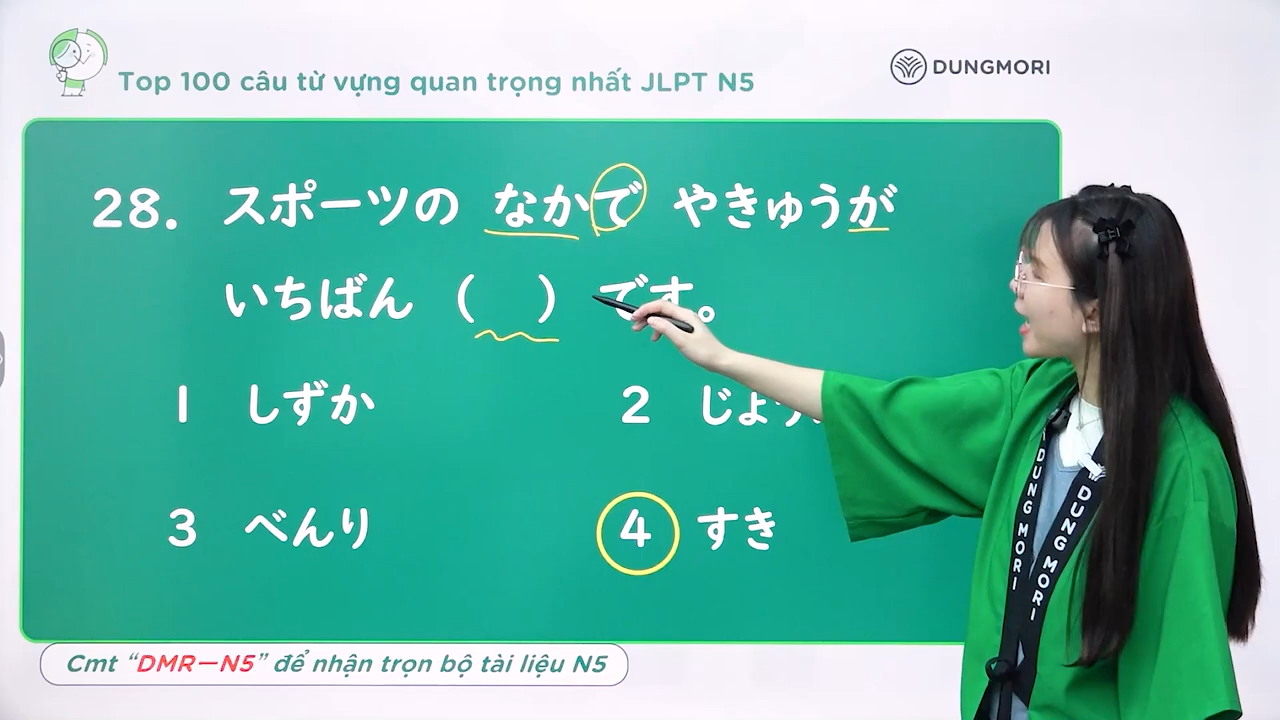 Top 100 câu từ vựng quan trọng nhất JLPT N5
DUNGMORI
28. スポーツの なかで やきゅうが
いちばん ( ) です。
1 しずか
2
3 べんり
4 すき
Cmt “DMR–N5” để nhận trọn bộ tài liệu N5
DUNG MORI
DUNG MORI